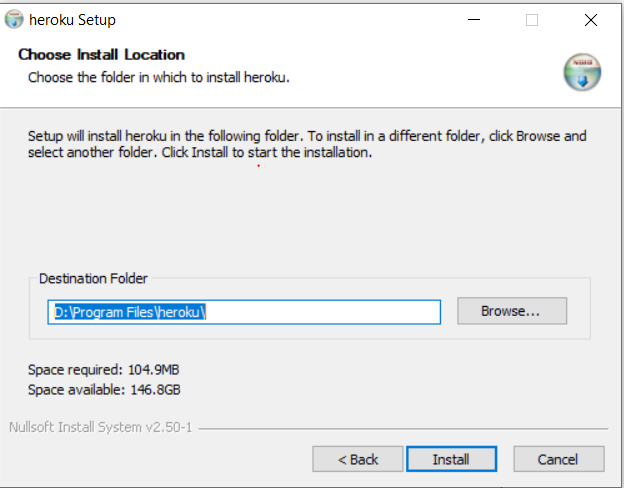 heroku Setup
Choose Install Location
Choose the folder in which to install heroku.
Setup will install heroku in the following folder. To install in a different folder, click Browse and
select another folder. Click Install to start the installation.
Destination Folder
D:\Program Files\heroku\
Browse...
Space required: 104.9MB
Space available: 146.8GB
Nullsoft Install System v2.50-1
< Back
Install
Cancel